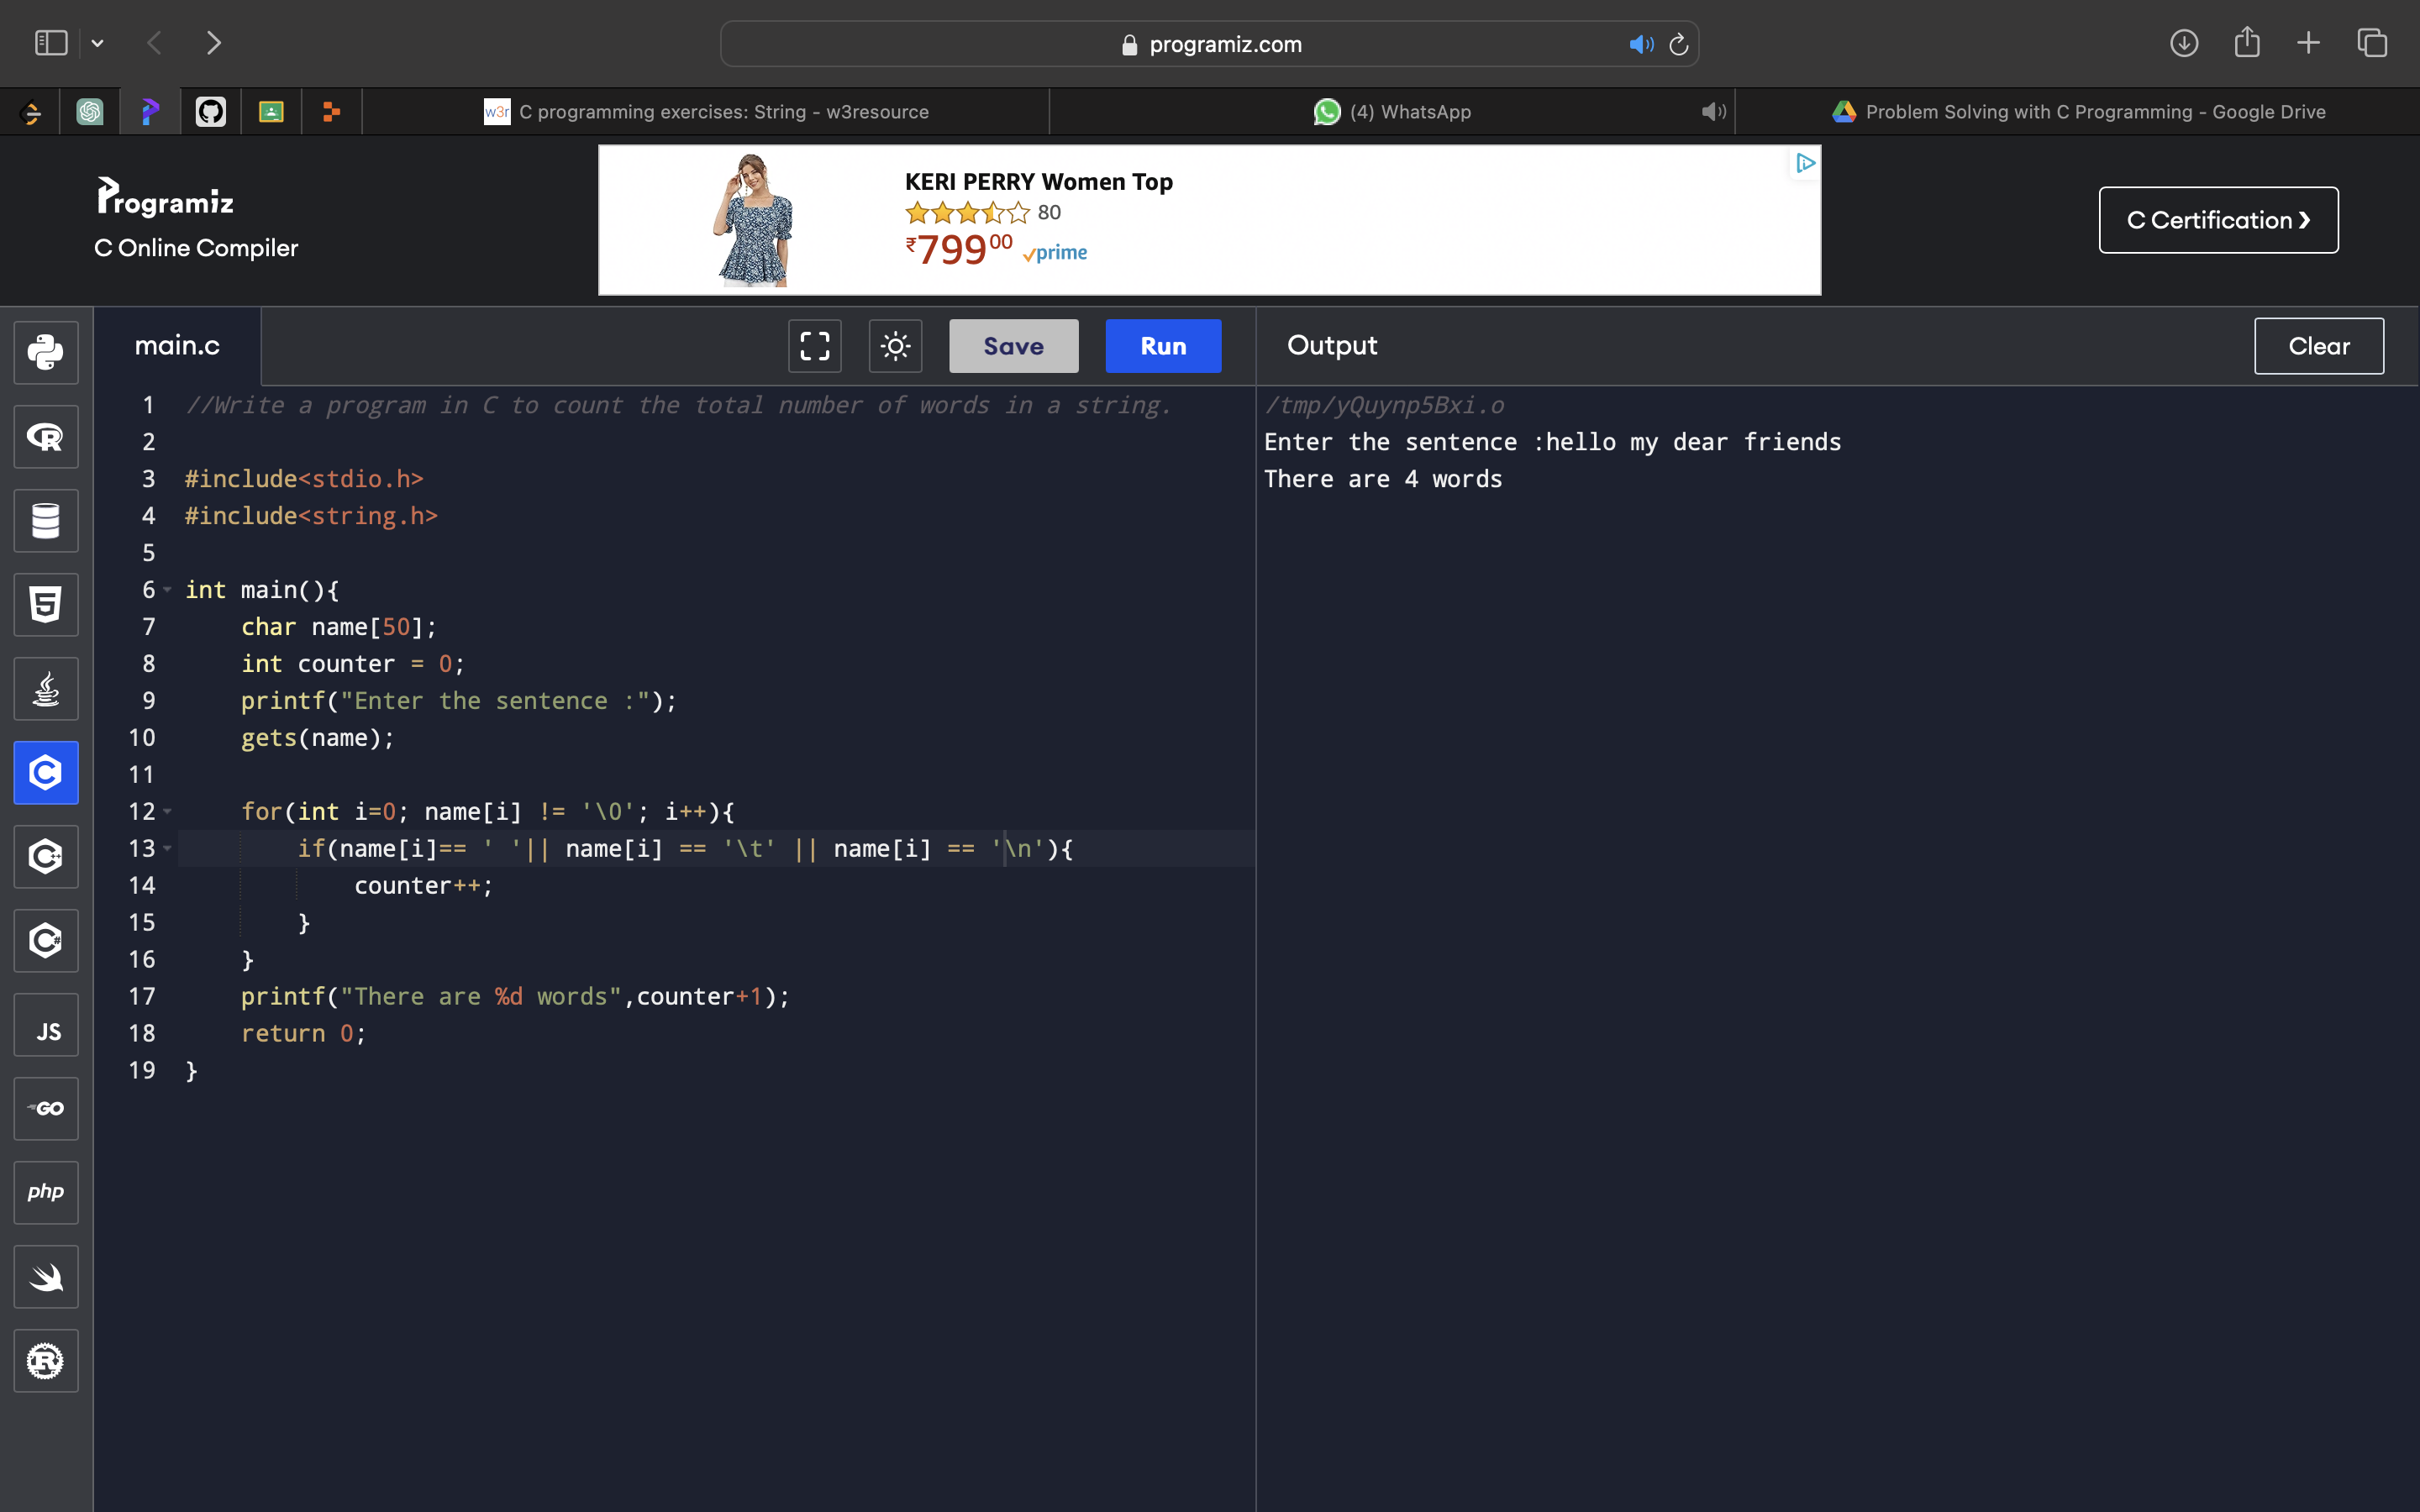 programiz.com
w3r C programming exercises: String - w3resource
(4) WhatsApp
Problem Solving with C Programming - Google Drive
Programiz
C Online Compiler
KERI PERRY Women Top
80
₹79900 prime
C Certification ❯
main.c
Save
Run
Output
Clear
1 //Write a program in C to count the total number of words in a string.
2
3 #include<stdio.h>
4 #include<string.h>
5
6 int main(){
7 char name[50];
8 int counter = 0;
9 printf("Enter the sentence :");
10 gets(name);
11
12 for(int i=0; name[i] != '\0'; i++){
13 if(name[i]== ' '|| name[i] == '\t' || name[i] == '\n'){
14 counter++;
15 }
16 }
17 printf("There are %d words",counter+1);
18 return 0;
19 }
/tmp/yQuynp5Bxi.o
Enter the sentence :hello my dear friends
There are 4 words
R
5
C
C++
C#
JS
GO
php
R